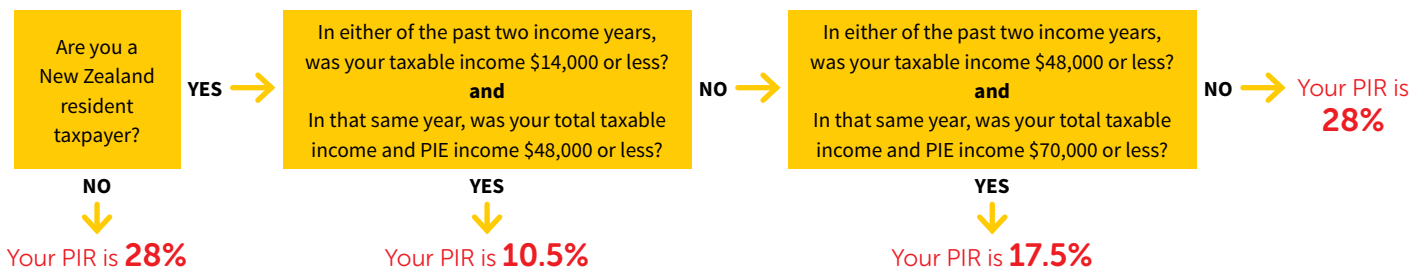 Are you a
New Zealand
resident
taxpayer?
YES
NO
Your PIR is 28%
In either of the past two income years,
was your taxable income $14,000 or less?
and
In that same year, was your total taxable
income and PIE income $48,000 or less?
NO
YES
Your PIR is 10.5%
In either of the past two income years,
was your taxable income $48,000 or less?
and
In that same year, was your total taxable
income and PIE income $70,000 or less?
NO
YES
Your PIR is 17.5%
Your PIR is
28%